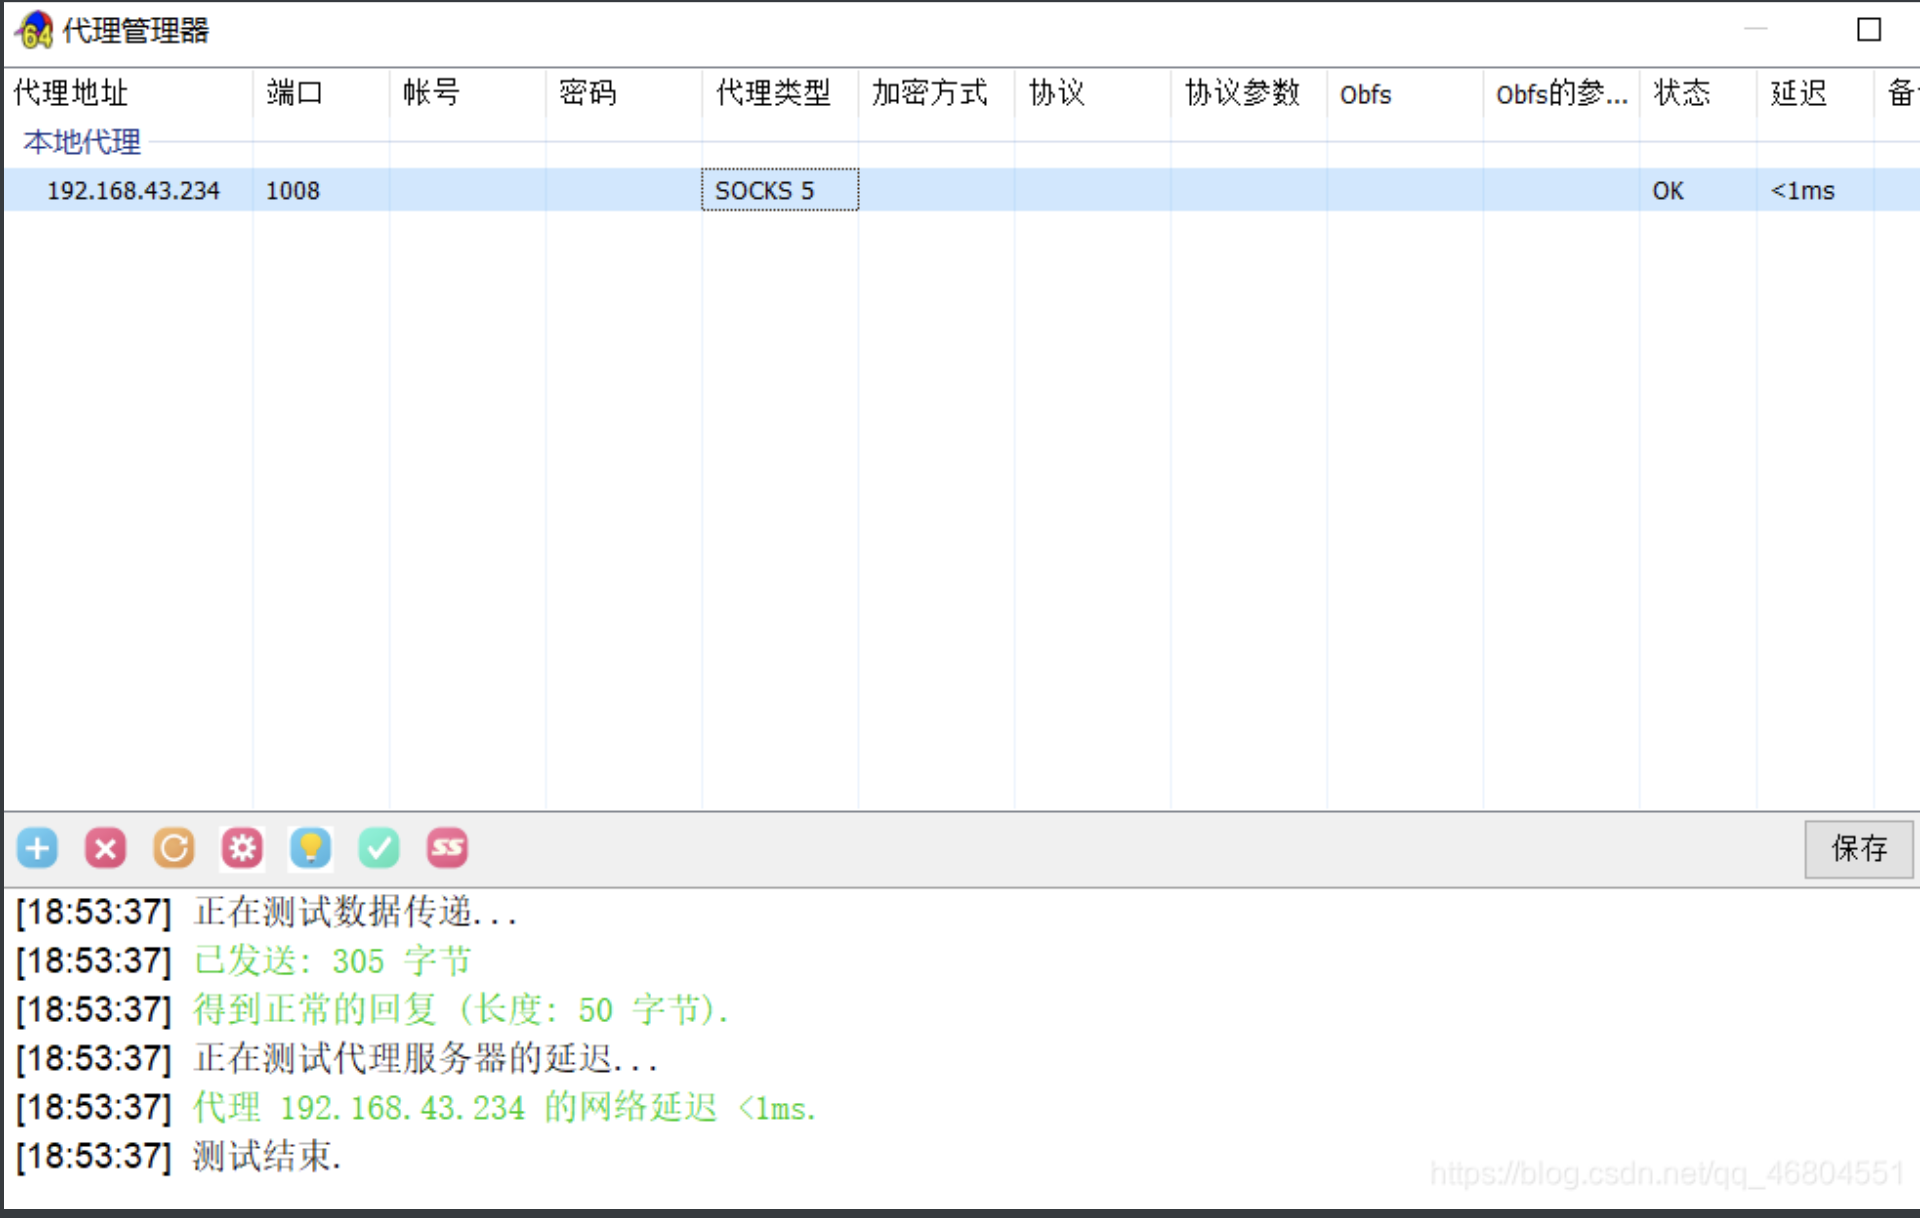 64 代理管理器
代理地址 端口 帐号 密码 代理类型 加密方式 协议 协议参数 Obfs Obfs的参... 状态 延迟 备
本地代理
192.168.43.234 1008 SOCKS 5 OK <1ms
SS 保存
[18:53:37] 正在测试数据传递...
[18:53:37] 已发送: 305 字节
[18:53:37] 得到正常的回复 (长度: 50 字节).
[18:53:37] 正在测试代理服务器的延迟...
[18:53:37] 代理 192.168.43.234 的网络延迟 <1ms.
[18:53:37] 测试结束.
https://blog.csdn.net/qq_46804551